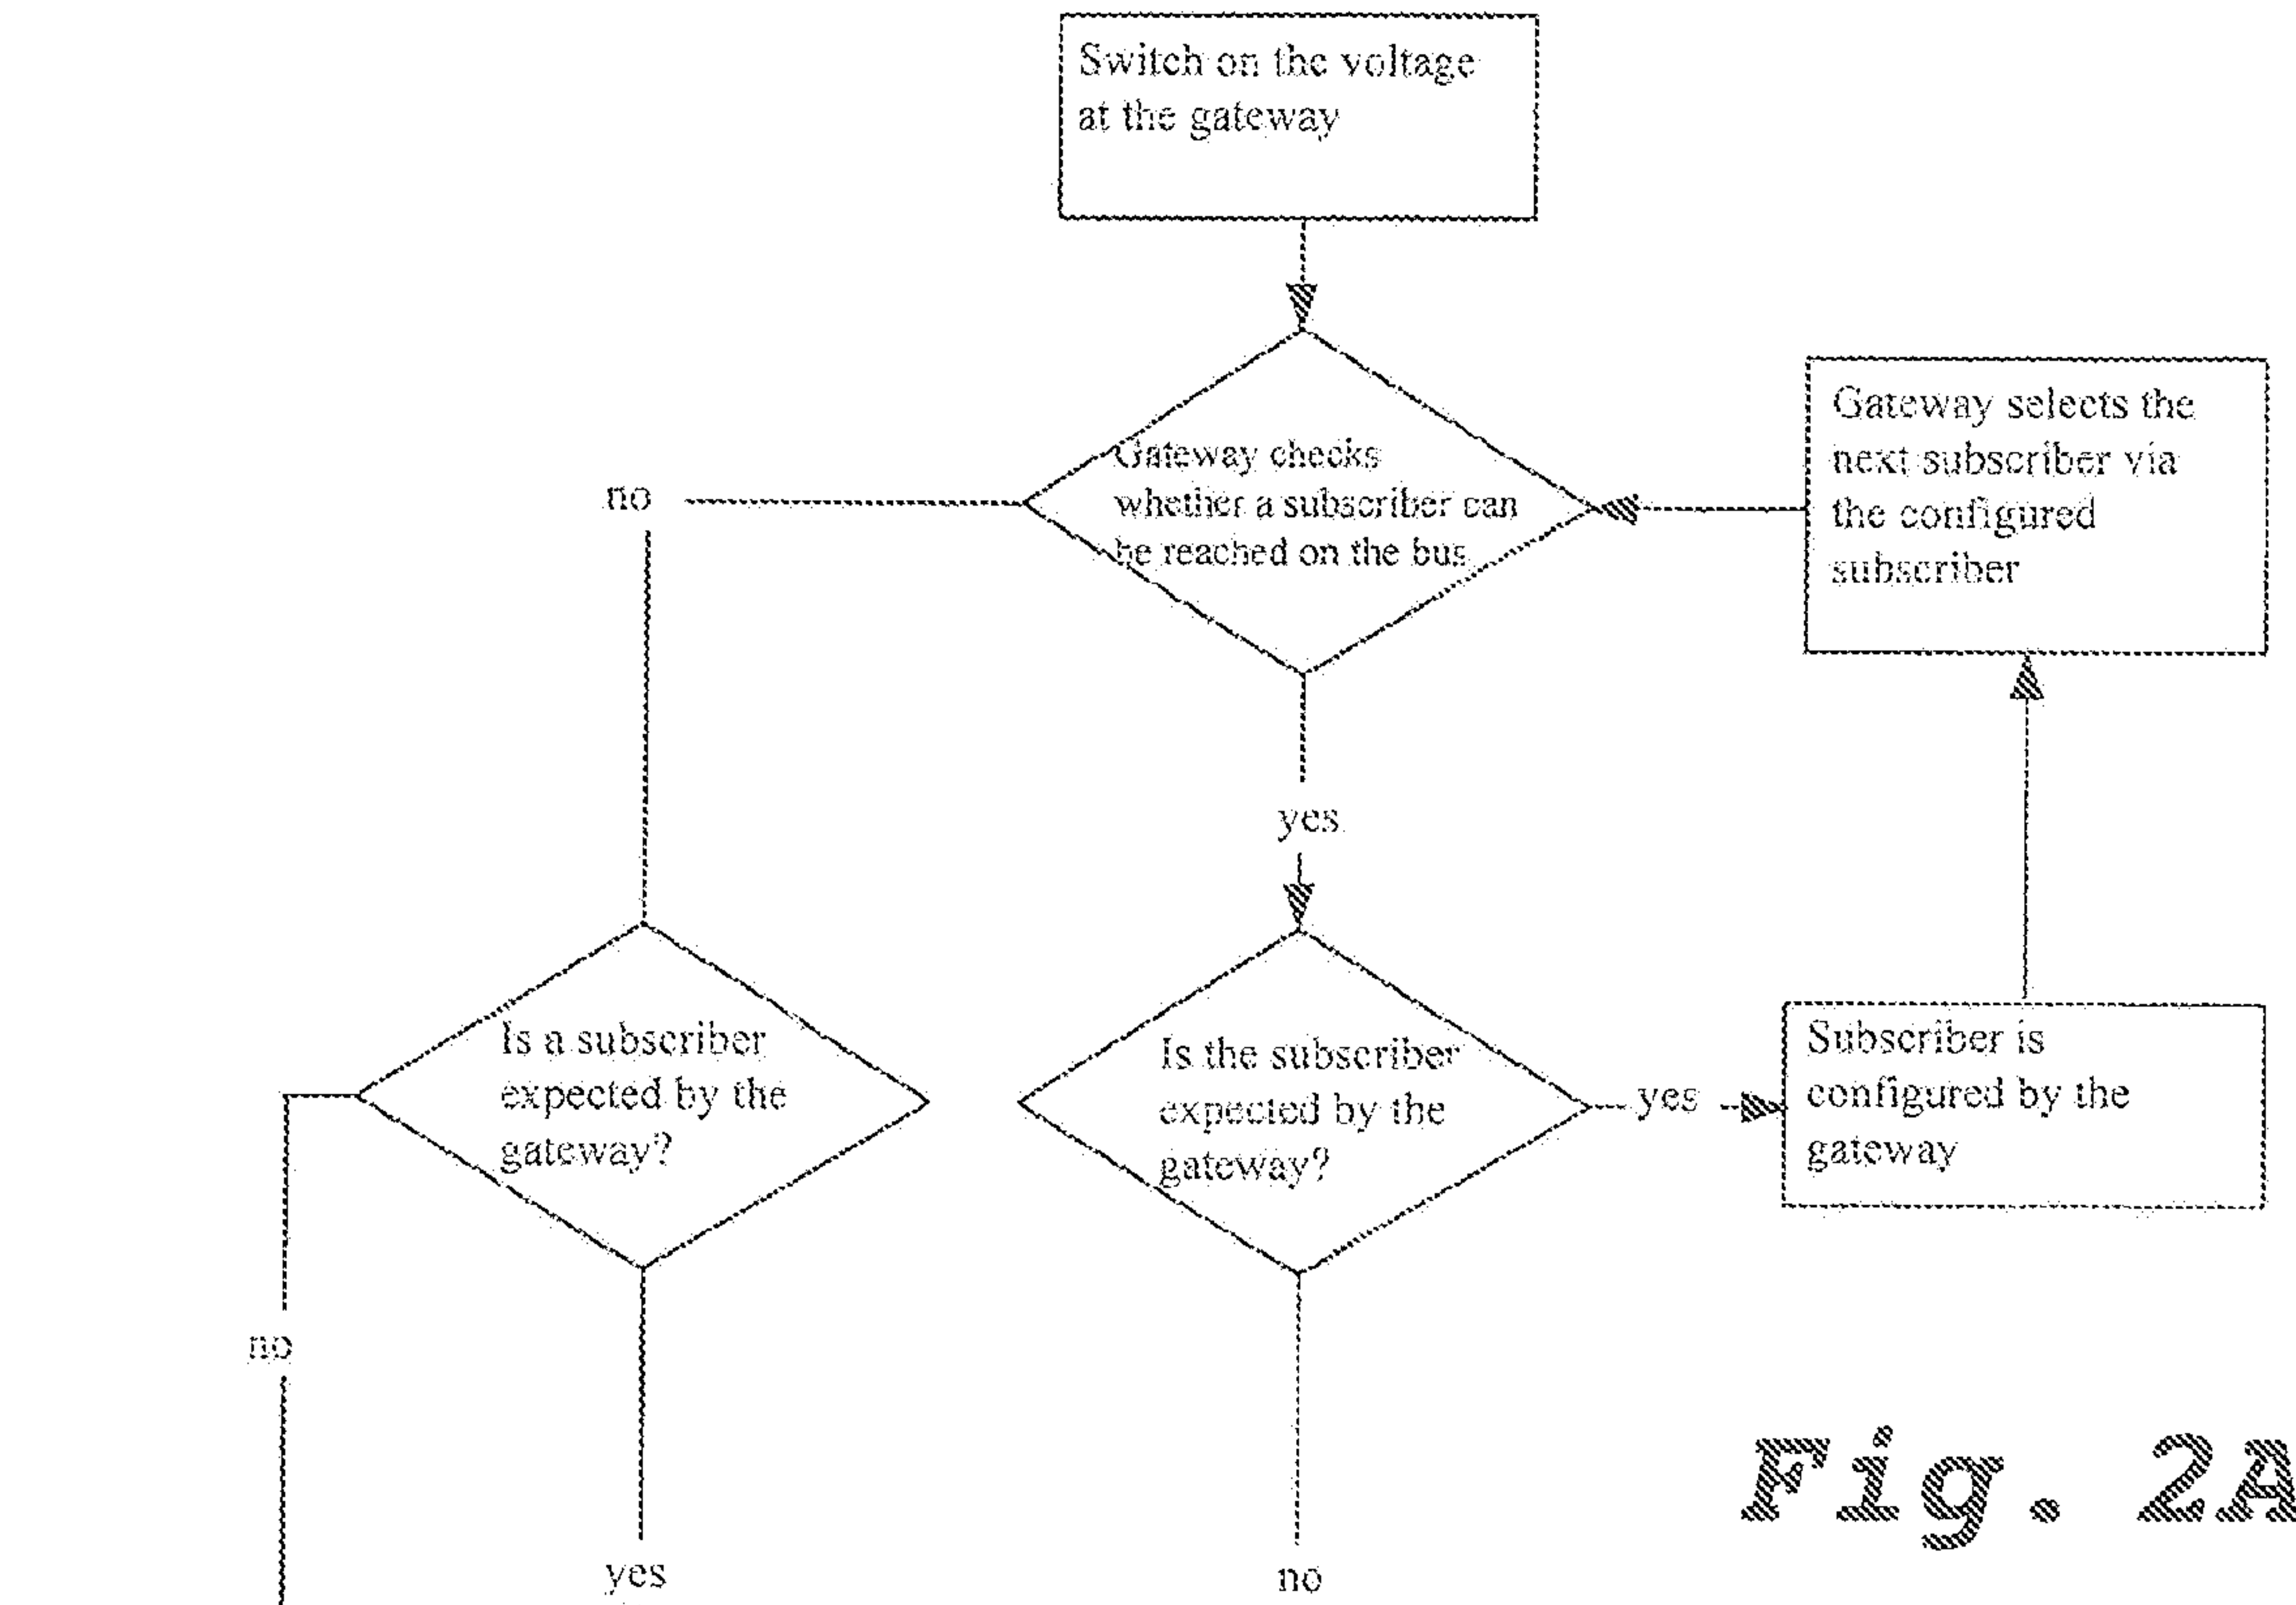 Switch on the voltage
at the gateway
Gateway checks
whether a subscriber can
be reached on the bus
no
Gateway selects the
next subscriber via
the configured
subscriber
yes
Is a subscriber
expected by the
gateway?
Is the subscriber
expected by the
gateway?
yes
Subscriber is
configured by the
gateway
no
yes
no
Fig. 2A